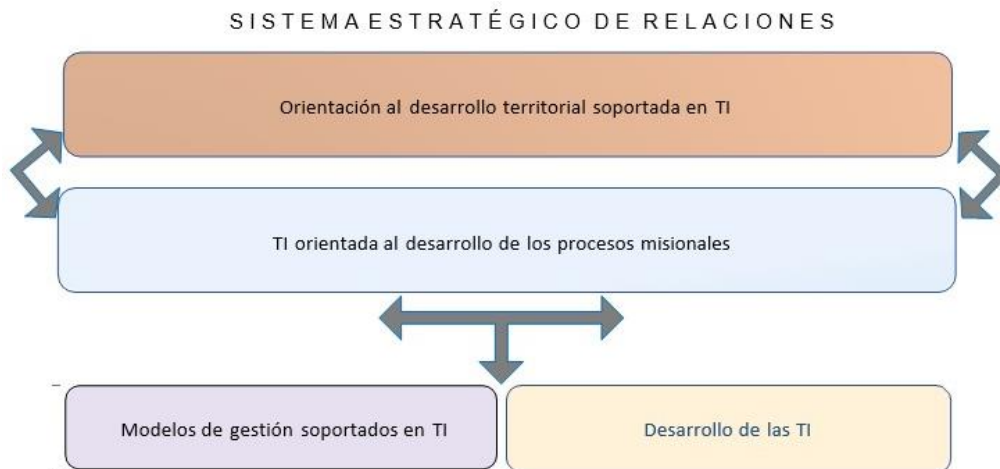 SISTEMA ESTRATÉGICO DE RELACIONES
Orientación al desarrollo territorial soportada en TI
TI orientada al desarrollo de los procesos misionales
Modelos de gestión soportados en TI
Desarrollo de las TI